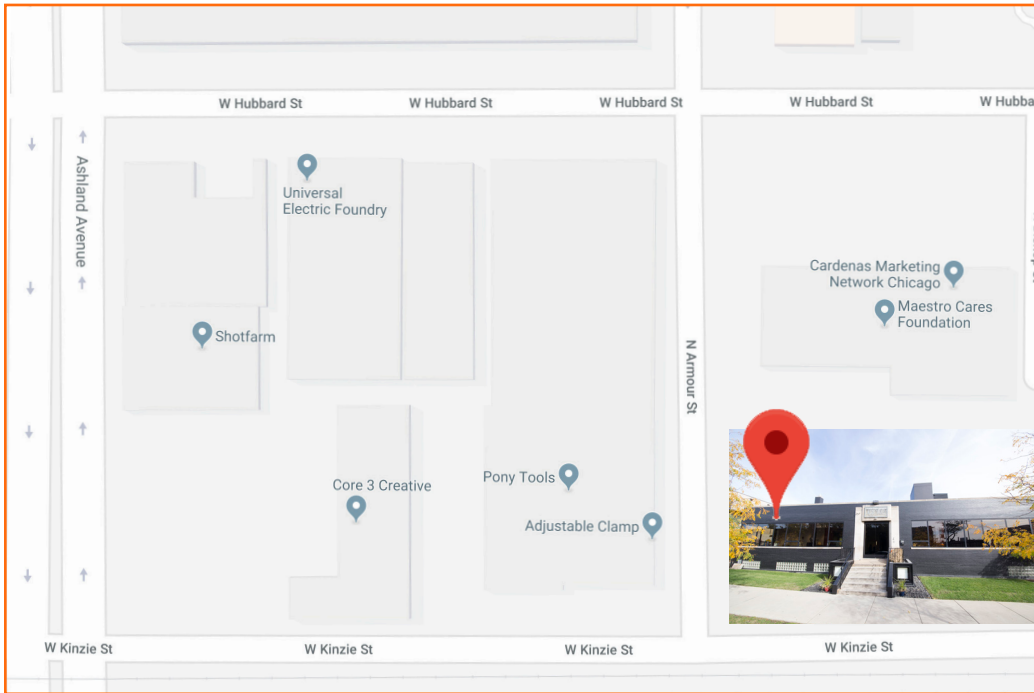 W Hubbard St
W Hubbard St
W Hubbard St
W Hubbard St
W Hubba
Ashland Avenue
Universal
Electric Foundry
Cardenas Marketing
Network Chicago
Maestro Cares
Foundation
Shotfarm
N Armour St
Core 3 Creative
Pony Tools
Adjustable Clamp
W Kinzie St
W Kinzie St
W Kinzie St
W Kinzie St